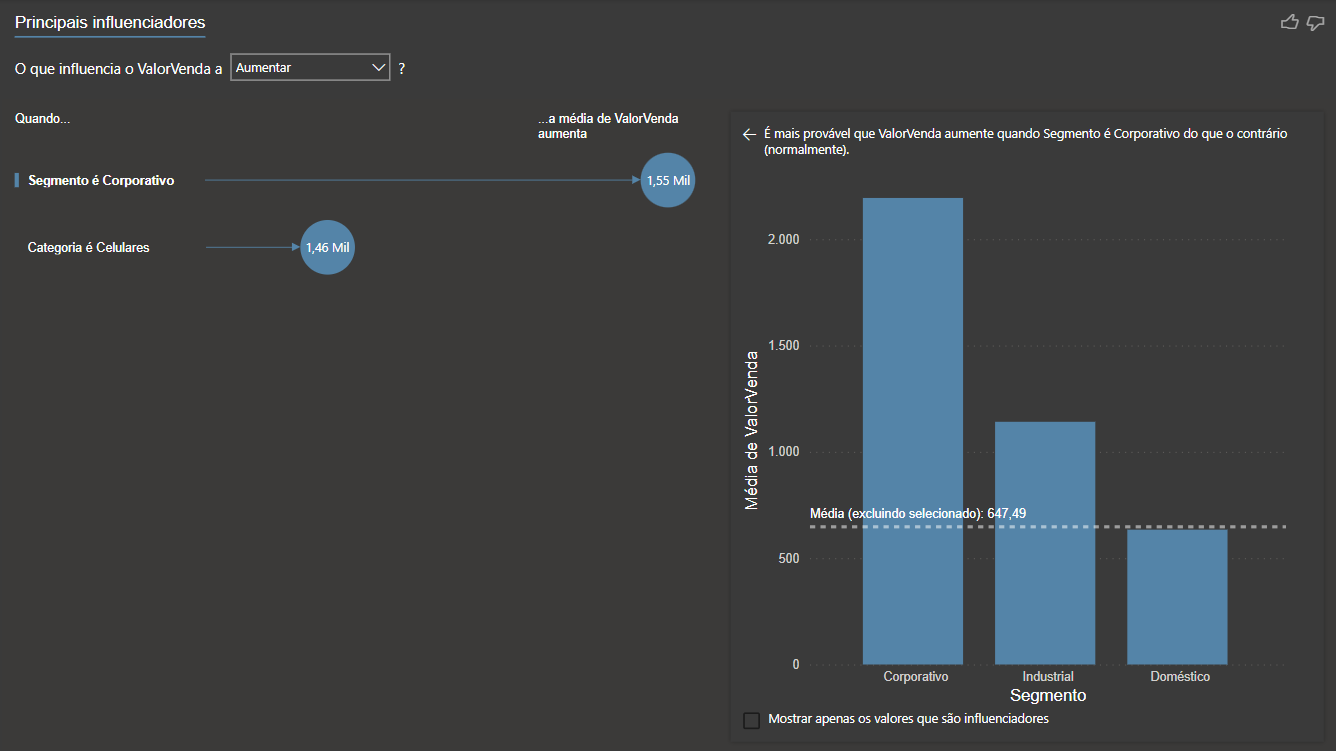 Principais influenciadores
O que influencia o ValorVenda a Aumentar ?
Quando...
...a média de ValorVenda
aumenta
Segmento é Corporativo
1,55 Mil
Categoria é Celulares
1,46 Mil
É mais provável que ValorVenda aumente quando Segmento é Corporativo do que o contrário
(normalmente).
Média de ValorVenda
2.000
1.500
1.000
500
0
Média (excluindo selecionado): 647,49
Corporativo Industrial Doméstico
Segmento
Mostrar apenas os valores que são influenciadores